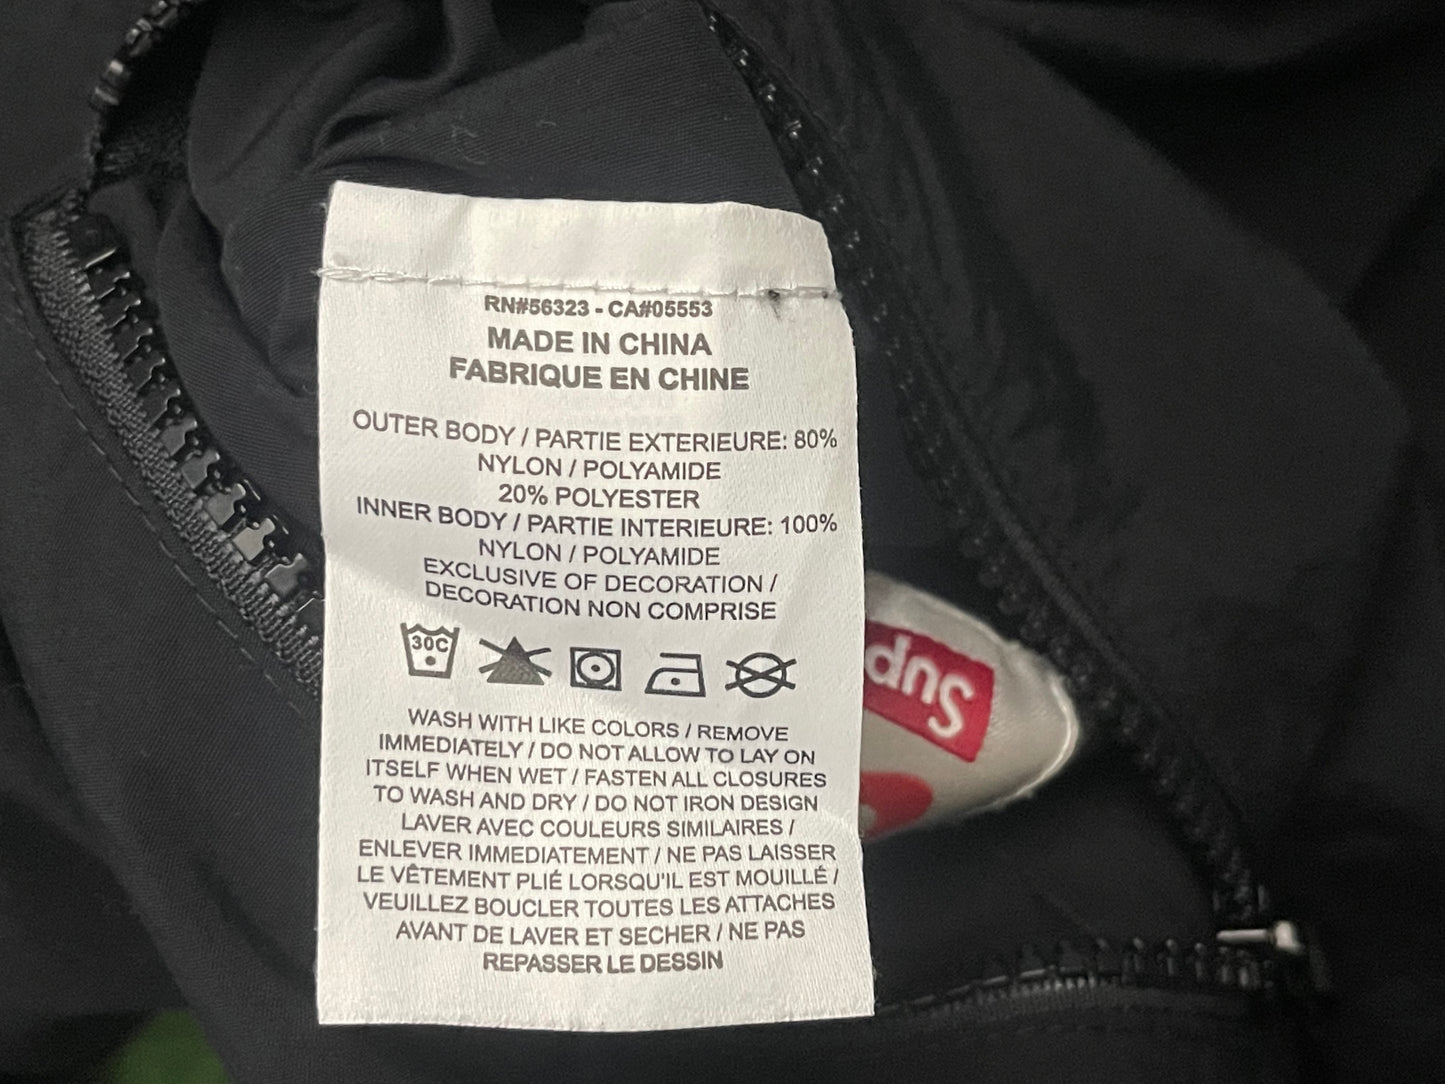 RN#56323 - CA#05553
MADE IN CHINA
FABRIQUE EN CHINE
OUTER BODY / PARTIE EXTERIEURE: 80%
NYLON / POLYAMIDE
20% POLYESTER
INNER BODY / PARTIE INTERIEURE: 100%
NYLON / POLYAMIDE
EXCLUSIVE OF DECORATION /
DECORATION NON COMPRISE
30C
WASH WITH LIKE COLORS / REMOVE
IMMEDIATELY / DO NOT ALLOW TO LAY ON
ITSELF WHEN WET / FASTEN ALL CLOSURES
TO WASH AND DRY / DO NOT IRON DESIGN
LAVER AVEC COULEURS SIMILAIRES /
ENLEVER IMMEDIATEMENT / NE PAS LAISSER
LE VÊTEMENT PLIÉ LORSQU'IL EST MOUILLÉ /
VEUILLEZ BOUCLER TOUTES LES ATTACHES
AVANT DE LAVER ET SECHER / NE PAS
REPASSER LE DESSIN
Sup